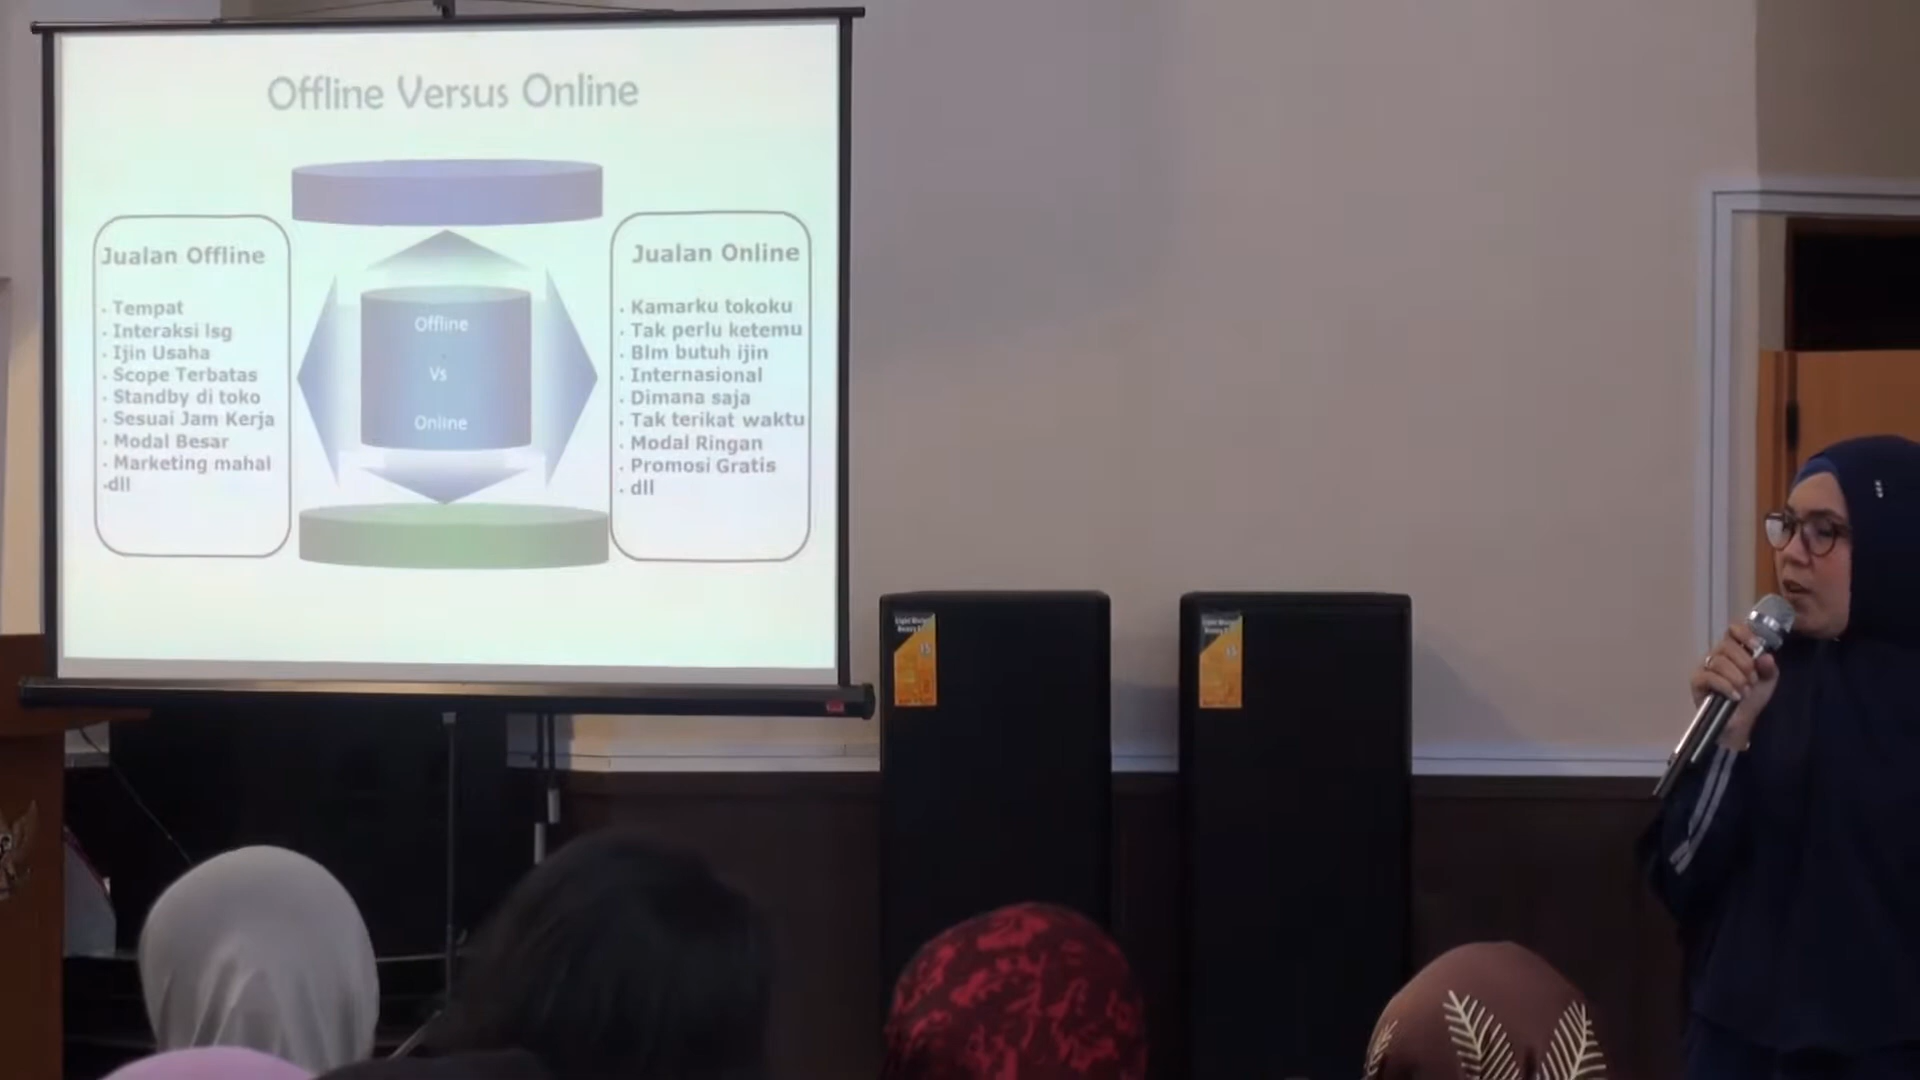 Offline Versus Online
Jualan Offline
· Tempat
· Interaksi lsg
· Ijin Usaha
· Scope Terbatas
· Standby di toko
· Sesuai Jam Kerja
· Modal Besar
· Marketing mahal
·dll
Offline
Vs
Online
Jualan Online
· Kamarku tokoku
· Tak perlu ketemu
· Blm butuh ijin
· Internasional
· Dimana saja
· Tak terikat waktu
· Modal Ringan
· Promosi Gratis
· dll
15
15